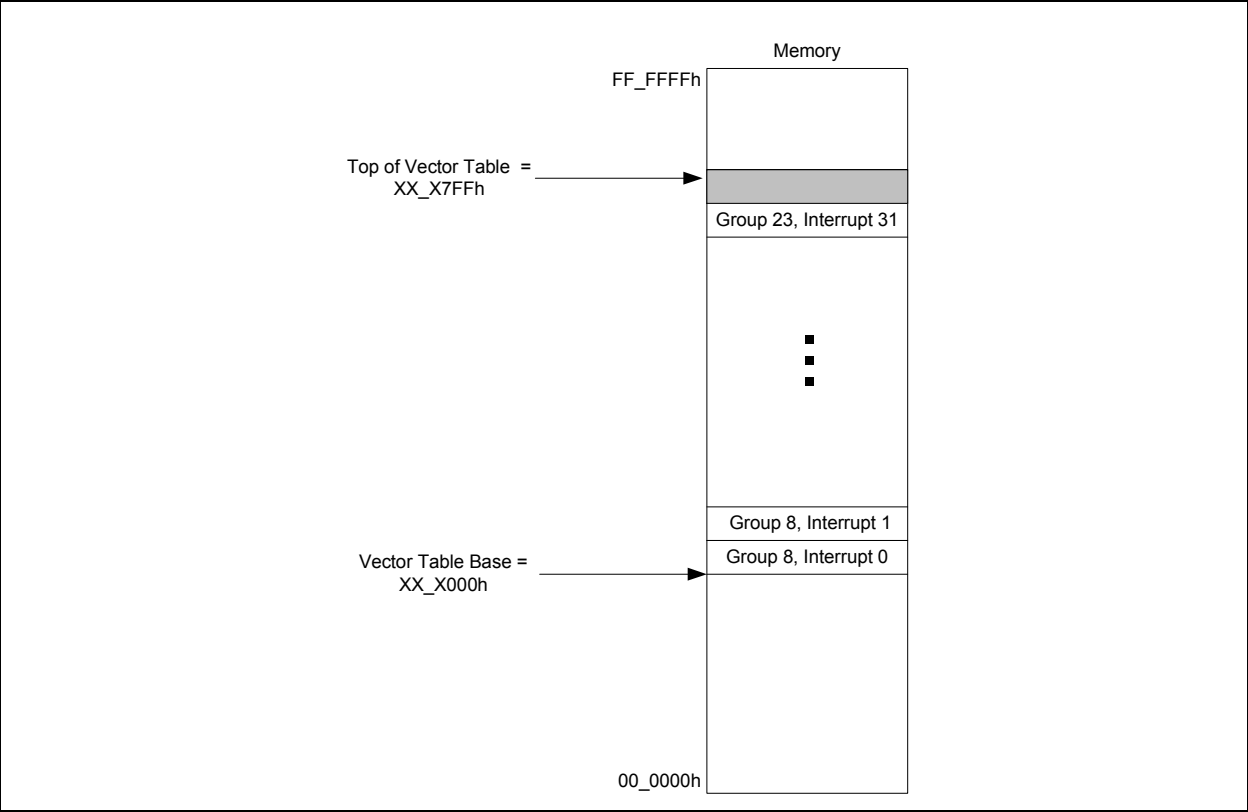 Memory
FF_FFFFh
Top of Vector Table =
XX_X7FFh
Group 23, Interrupt 31
Group 8, Interrupt 1
Group 8, Interrupt 0
Vector Table Base =
XX_X000h
00_0000h